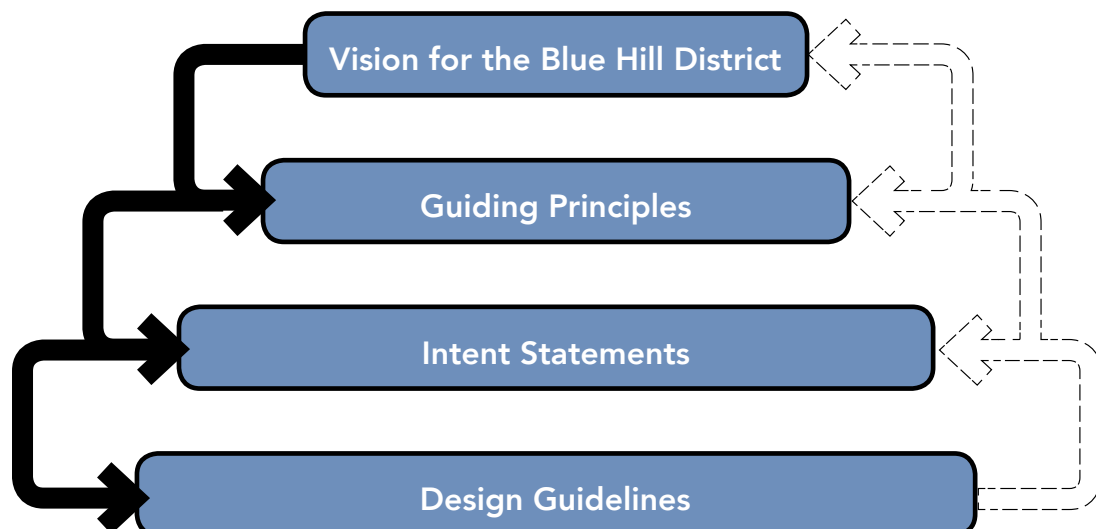 Vision for the Blue Hill District
Guiding Principles
Intent Statements
Design Guidelines